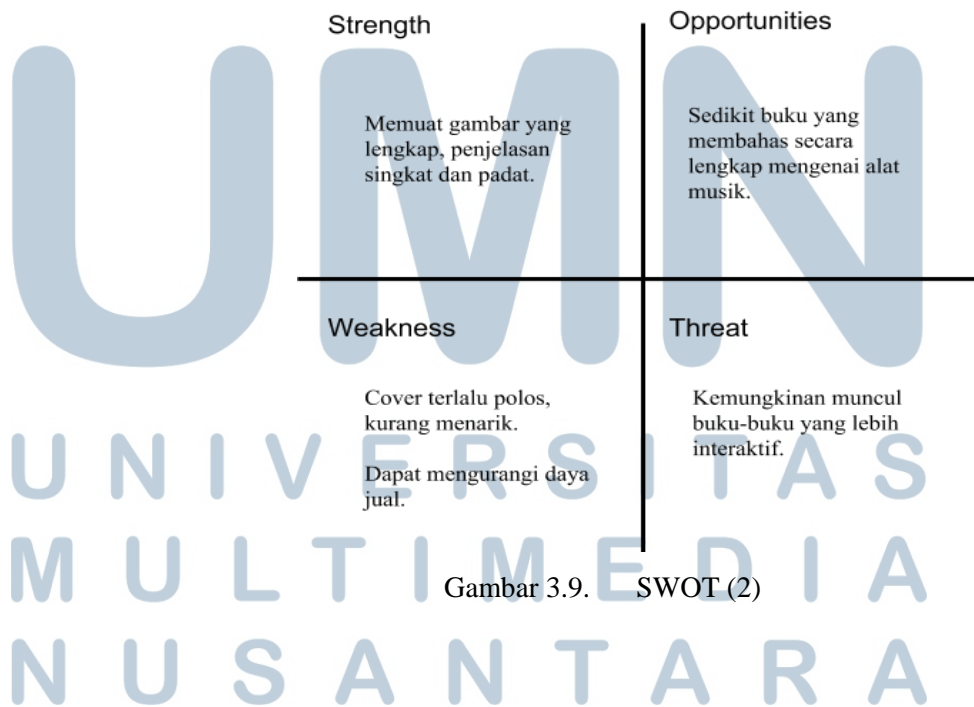 Strength
Memuat gambar yang
lengkap, penjelasan
singkat dan padat.
Opportunities
Sedikit buku yang
membahas secara
lengkap mengenai alat
musik.
Weakness
Cover terlalu polos,
kurang menarik.
Dapat mengurangi daya
jual.
Threat
Kemungkinan muncul
buku-buku yang lebih
interaktif.
Gambar 3.9. SWOT (2)
UMN
UNIVERSITAS
MULTIMEDIA
NUSANTARA